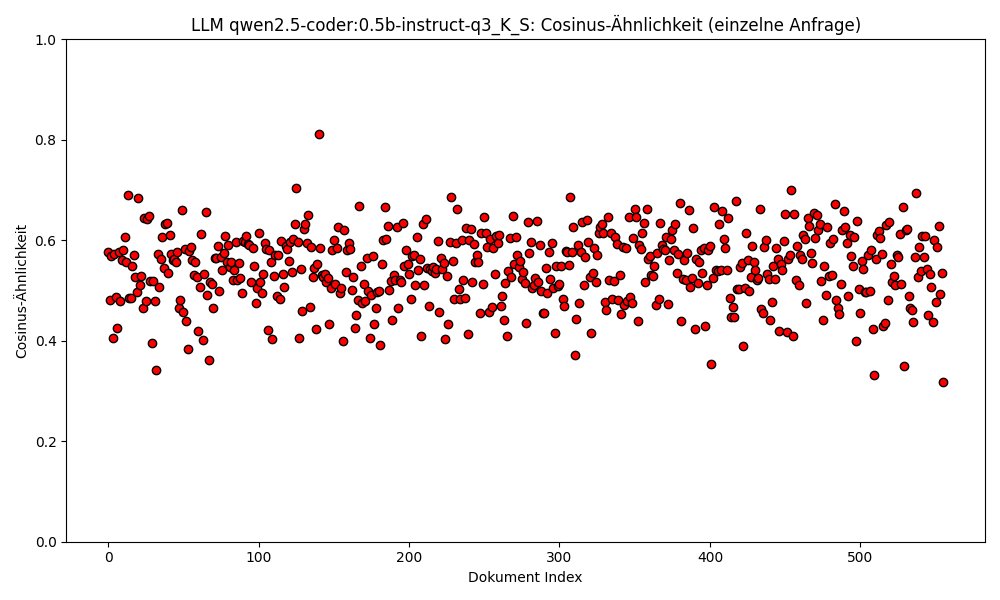 LLM qwen2.5-coder:0.5b-instruct-q3_K_S: Cosinus-Ähnlichkeit (einzelne Anfrage)
1.0
0.8
0.6
0.4
0.2
0.0
Cosinus-Ähnlichkeit
0 100 200 300 400 500
Dokument Index